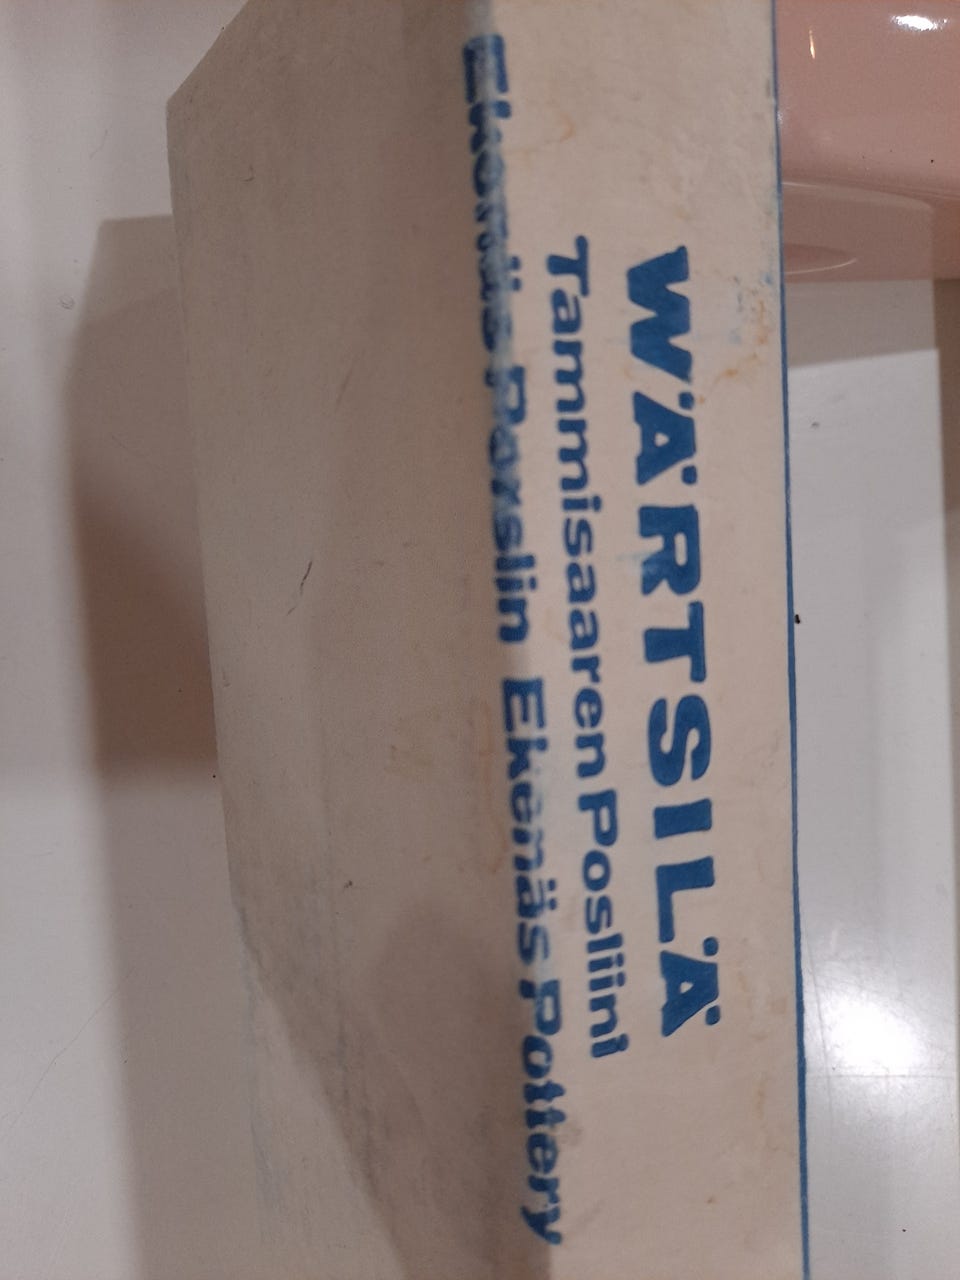 WÄRTSILÄ
Tammisaaren Posliini
Ekenäs Porslin Ekenäs Pottery